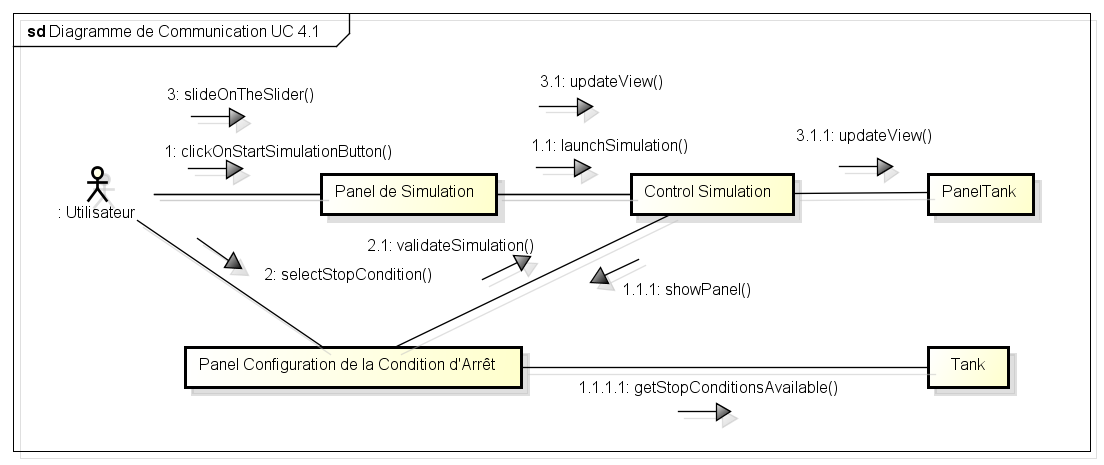 sd Diagramme de Communication UC 4.1
3: slideOnTheSlider()
3.1: updateView()
1: clickOnStartSimulationButton()
1.1: launchSimulation()
3.1.1: updateView()
Panel de Simulation
Control Simulation
PanelTank
: Utilisateur
2.1: validateSimulation()
2: selectStopCondition()
1.1.1: showPanel()
Panel Configuration de la Condition d'Arrêt
Tank
1.1.1.1: getStopConditionsAvailable()